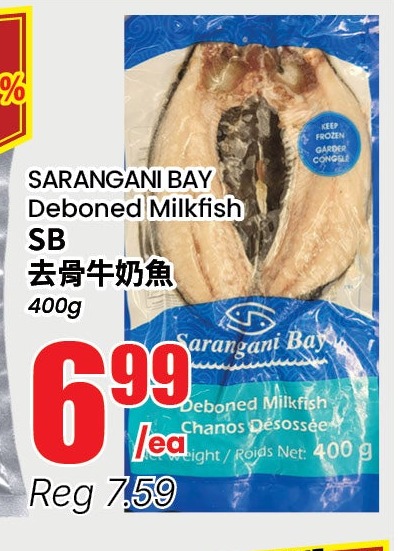 %
SARANGANI BAY
Deboned Milkfish
SB
去骨牛奶魚
400g
6.99
/ea
Reg 7.59
KEEP
FROZEN
GARDER
CONGELÉ
Sarangani Bay
Deboned Milkfish
Chanos Désossée
Net weight / Poids Net: 400 g